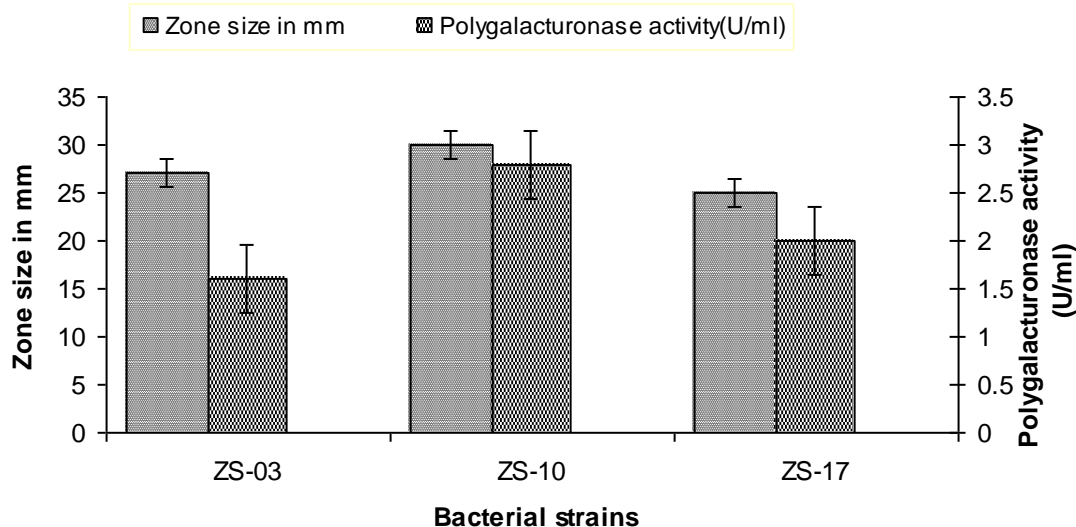 Zone size in mm
Polygalacturonase activity(U/ml)
35
30
25
20
15
10
5
0
Zone size in mm
3.5
3
2.5
2
1.5
1
0.5
0
Polygalacturonase activity
(U/ml)
ZS-03
ZS-10
ZS-17
Bacterial strains